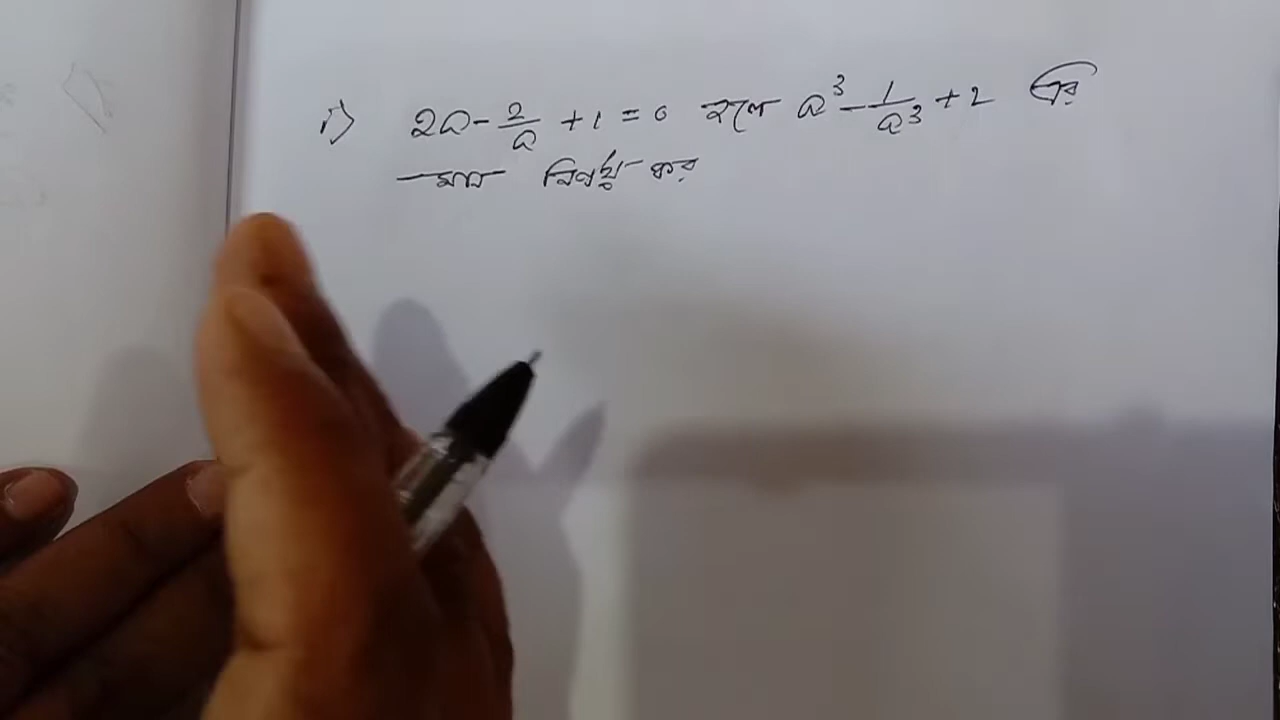 i) 2a - 2/a + 1 = 0 হলে a³ - 1/a³ + 2 এর
মান নির্ণয় কর